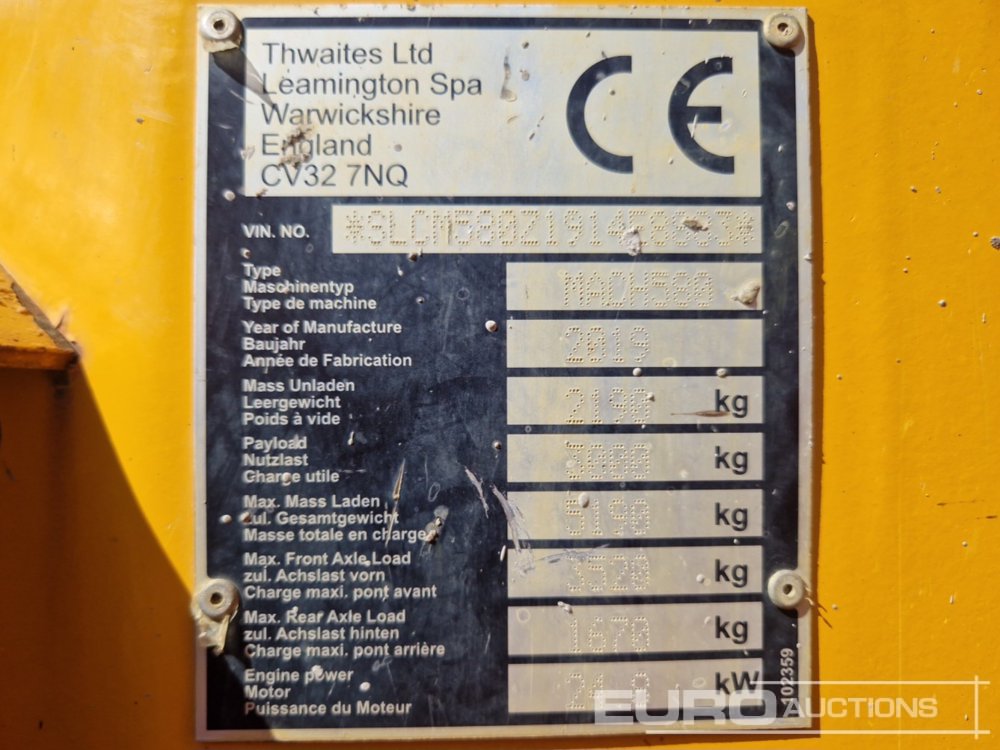 Thwaites Ltd
Leamington Spa
Warwickshire
England
CV32 7NQ
CE
VIN. NO.
Type
Maschinentyp
Type de machine
MACH580
Year of Manufacture
Baujahr
Année de Fabrication
2019
Mass Unladen
Leergewicht
Poids à vide
2190 kg
Payload
Nutzlast
Charge utile
3000 kg
Max. Mass Laden
zul. Gesamtgewicht
Masse totale en charge
5190 kg
Max. Front Axle Load
zul. Achslast vorn
Charge maxi. pont avant
3520 kg
Max. Rear Axle Load
zul. Achslast hinten
Charge maxi. pont arrière
1670 kg
Engine power
Motor
Puissance du Moteur
kW
102359
EURO AUCTIONS